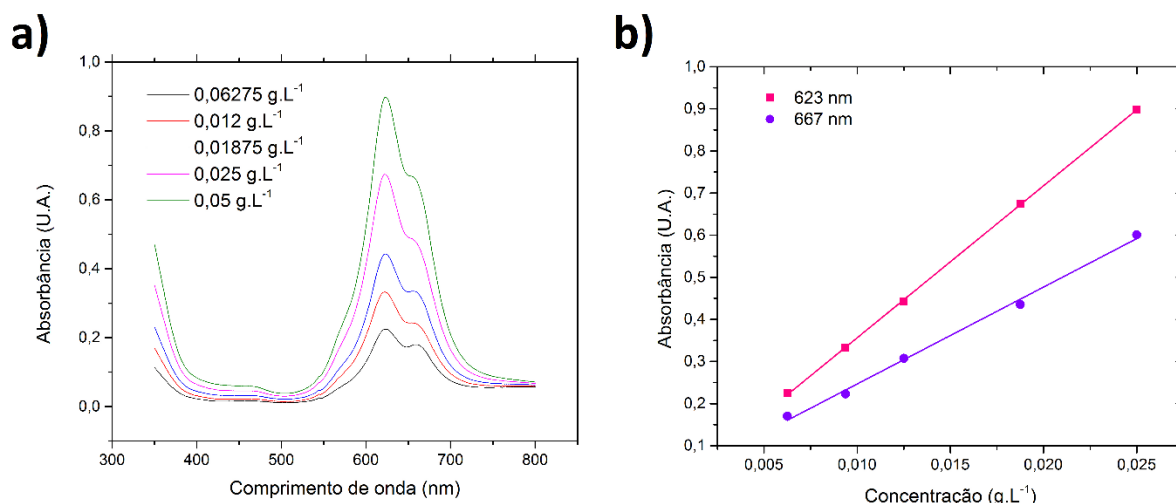 a)
1,0
0,8
0,6
0,4
0,2
0,0
Absorbância (U.A.)
0,06275 g.L⁻¹
0,012 g.L⁻¹
0,01875 g.L⁻¹
0,025 g.L⁻¹
0,05 g.L⁻¹
300 400 500 600 700 800
Comprimento de onda (nm)
b)
1,0
0,9
0,8
0,7
0,6
0,5
0,4
0,3
0,2
0,1
Absorbância (U.A.)
623 nm
667 nm
0,005 0,010 0,015 0,020 0,025
Concentração (g.L⁻¹)